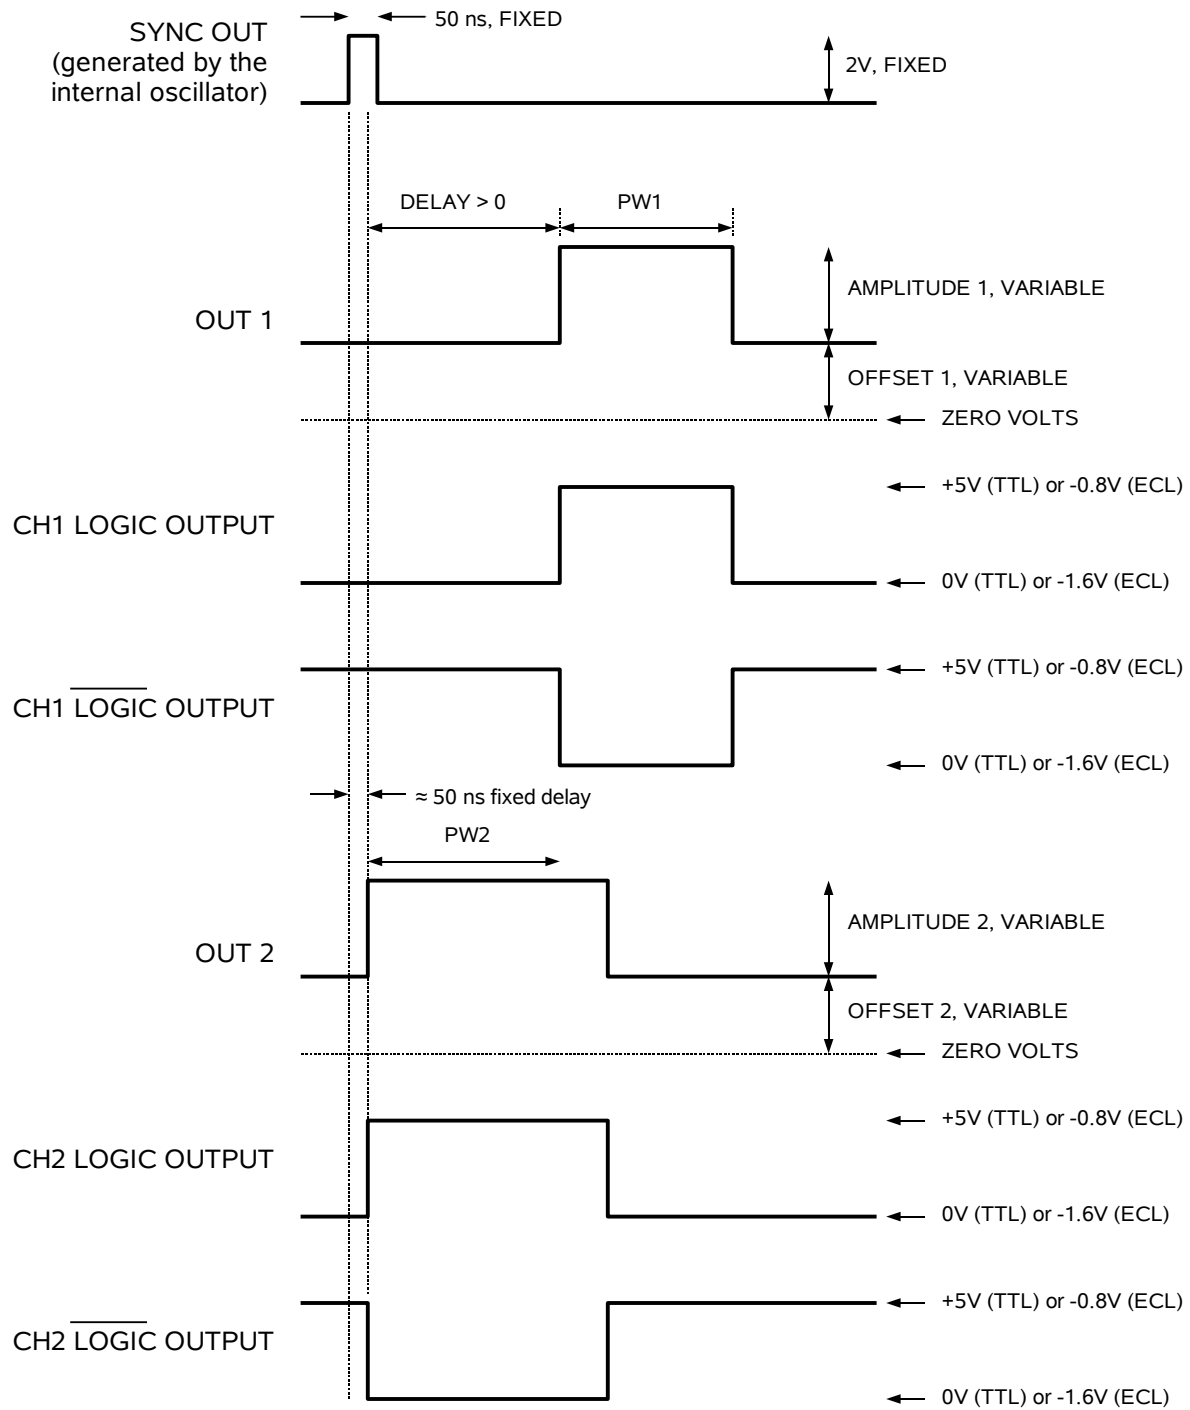 50 ns, FIXED
SYNC OUT
(generated by the
internal oscillator)
2V, FIXED
DELAY > 0
PW1
AMPLITUDE 1, VARIABLE
OUT 1
OFFSET 1, VARIABLE
ZERO VOLTS
+5V (TTL) or -0.8V (ECL)
CH1 LOGIC OUTPUT
0V (TTL) or -1.6V (ECL)
+5V (TTL) or -0.8V (ECL)
CH1 L̅O̅G̅I̅C̅ OUTPUT
0V (TTL) or -1.6V (ECL)
≈ 50 ns fixed delay
PW2
AMPLITUDE 2, VARIABLE
OUT 2
OFFSET 2, VARIABLE
ZERO VOLTS
+5V (TTL) or -0.8V (ECL)
CH2 LOGIC OUTPUT
0V (TTL) or -1.6V (ECL)
+5V (TTL) or -0.8V (ECL)
CH2 L̅O̅G̅I̅C̅ OUTPUT
0V (TTL) or -1.6V (ECL)